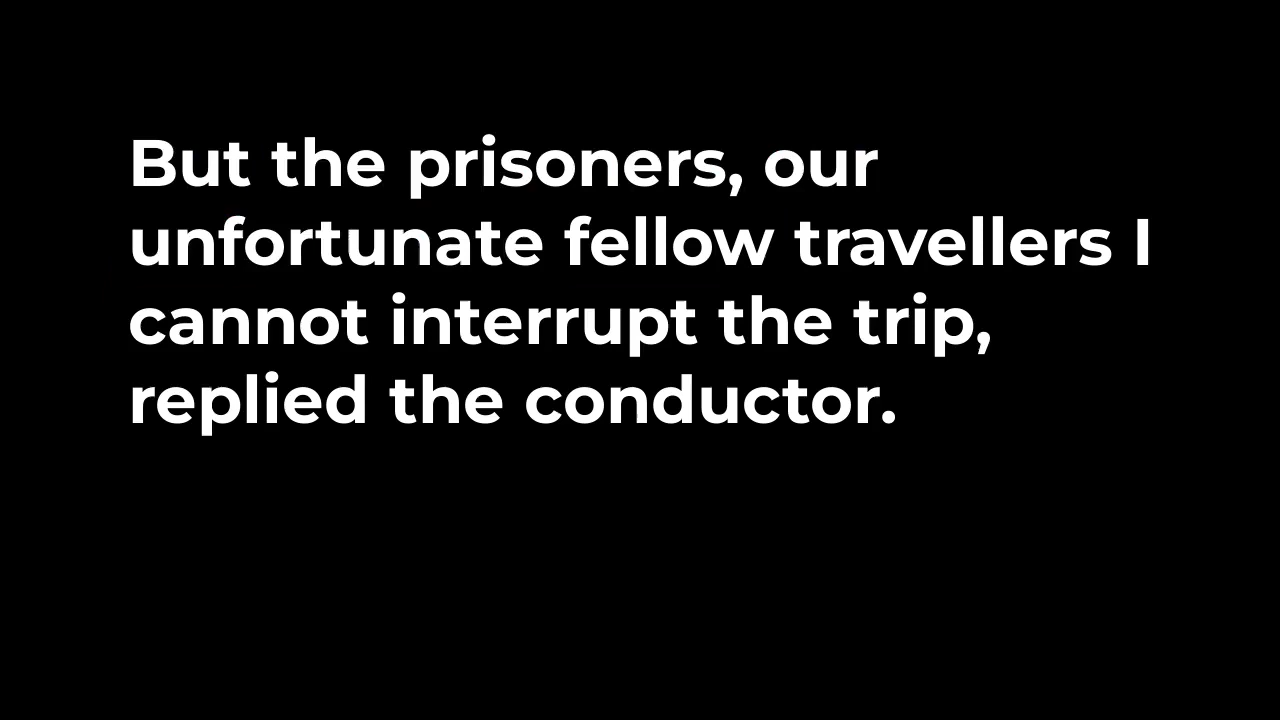 But the prisoners, our
unfortunate fellow travellers I
cannot interrupt the trip,
replied the conductor.